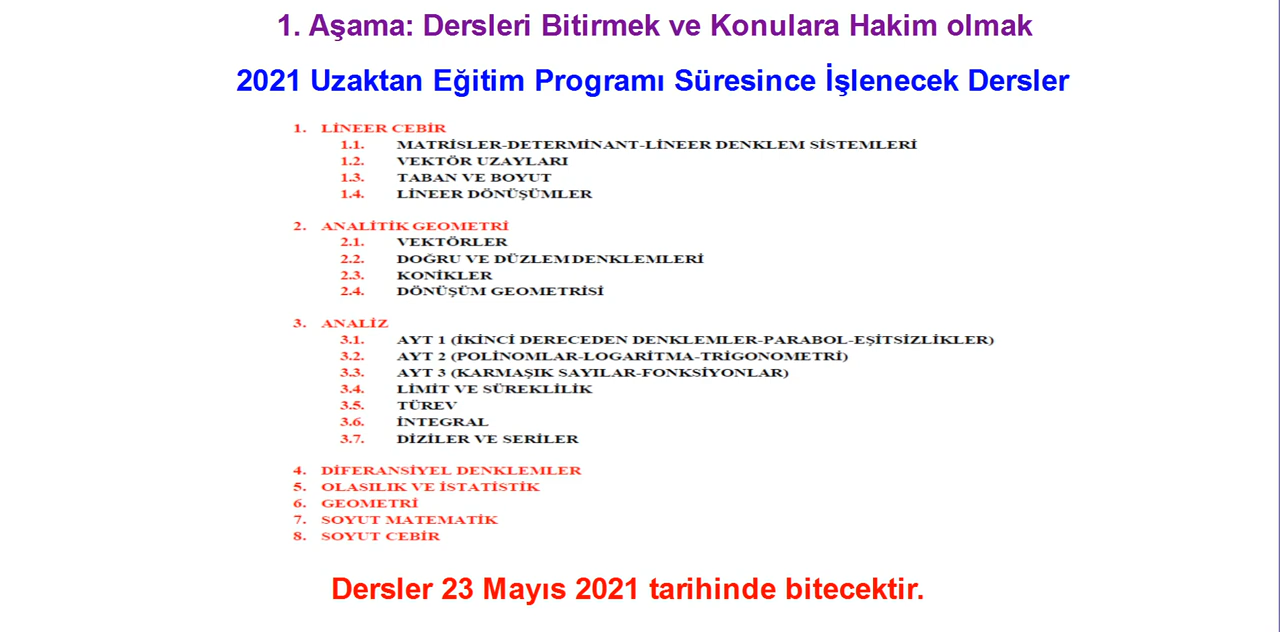 1. Aşama: Dersleri Bitirmek ve Konulara Hakim olmak
2021 Uzaktan Eğitim Programı Süresince İşlenecek Dersler
1. LİNEER CEBİR
1.1. MATRİSLER-DETERMİNANT-LİNEER DENKLEM SİSTEMLERİ
1.2. VEKTÖR UZAYLARI
1.3. TABAN VE BOYUT
1.4. LİNEER DÖNÜŞÜMLER
2. ANALİTİK GEOMETRİ
2.1. VEKTÖRLER
2.2. DOĞRU VE DÜZLEM DENKLEMLERİ
2.3. KONİKLER
2.4. DÖNÜŞÜM GEOMETRİSİ
3. ANALİZ
3.1. AYT 1 (İKİNCİ DERECEDEN DENKLEMLER-PARABOL-EŞİTSİZLİKLER)
3.2. AYT 2 (POLİNOMLAR-LOGARİTMA-TRİGONOMETRİ)
3.3. AYT 3 (KARMAŞIK SAYILAR-FONKSİYONLAR)
3.4. LİMİT VE SÜREKLİLİK
3.5. TÜREV
3.6. İNTEGRAL
3.7. DİZİLER VE SERİLER
4. DİFERANSİYEL DENKLEMLER
5. OLASILIK VE İSTATİSTİK
6. GEOMETRİ
7. SOYUT MATEMATİK
8. SOYUT CEBİR
Dersler 23 Mayıs 2021 tarihinde bitecektir.